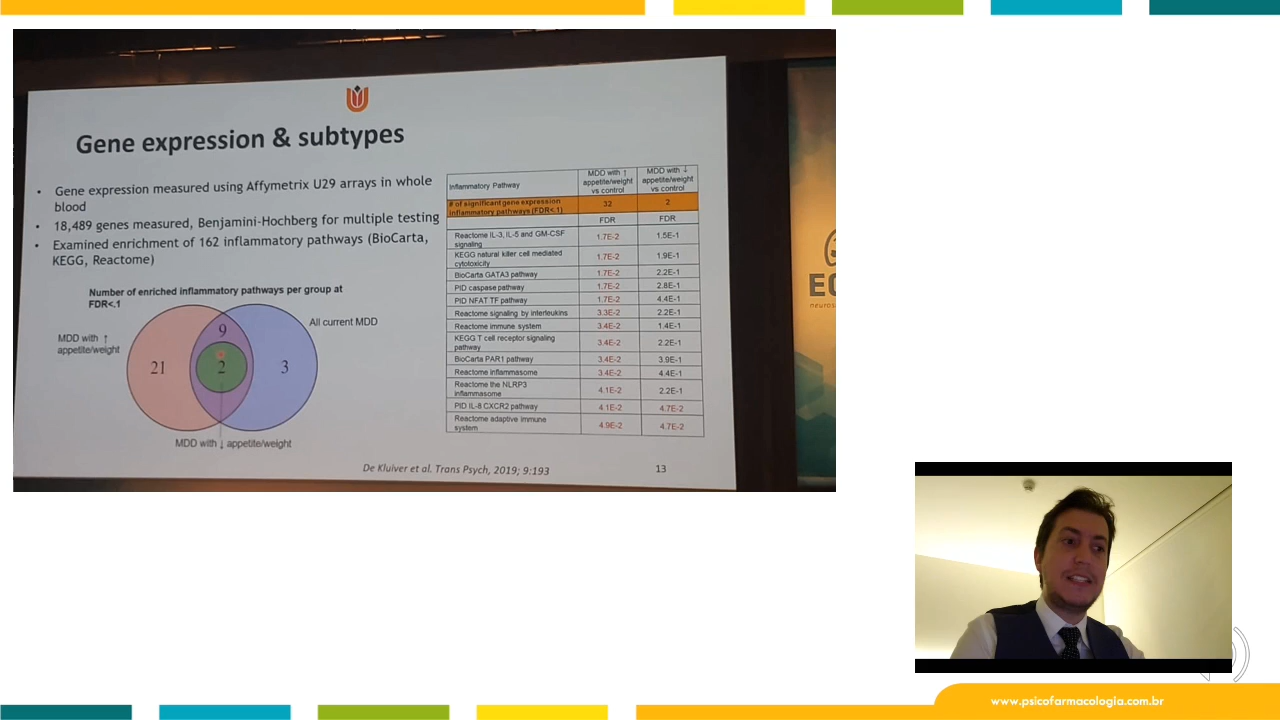 Gene expression & subtypes
• Gene expression measured using Affymetrix U29 arrays in whole
blood
• 18,489 genes measured, Benjamini-Hochberg for multiple testing
• Examined enrichment of 162 inflammatory pathways (BioCarta,
KEGG, Reactome)
Number of enriched inflammatory pathways per group at
FDR<.1
MDD with ↑
appetite/weight
All current MDD
9
21
2
3
MDD with ↓ appetite/weight
Inflammatory Pathway
MDD with ↑
appetite/weight
vs control
MDD with ↓
appetite/weight
vs control
# of significant gene expression
inflammatory pathways (FDR<.1)
32
2
FDR
FDR
Reactome IL-3, IL-5 and GM-CSF
signaling
1.7E-2
1.5E-1
KEGG natural killer cell mediated
cytotoxicity
1.7E-2
1.9E-1
BioCarta GATA3 pathway
1.7E-2
2.2E-1
PID caspase pathway
1.7E-2
2.8E-1
PID NFAT TF pathway
1.7E-2
4.4E-1
Reactome signaling by interleukins
3.3E-2
2.2E-1
Reactome immune system
3.4E-2
1.4E-1
KEGG T cell receptor signaling
pathway
3.4E-2
2.2E-1
BioCarta PAR1 pathway
3.4E-2
3.9E-1
Reactome inflammasome
3.4E-2
4.4E-1
Reactome the NLRP3
inflammasome
4.1E-2
2.2E-1
PID IL-8 CXCR2 pathway
4.1E-2
4.7E-2
Reactome adaptive immune
system
4.9E-2
4.7E-2
De Kluiver et al. Trans Psych, 2019; 9:193
13
www.psicofarmacologia.com.br